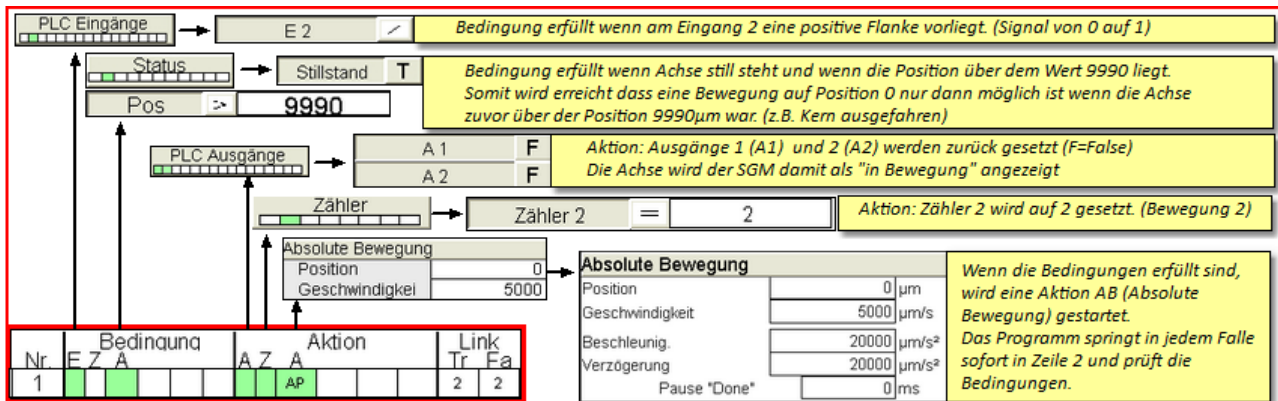 PLC Eingänge
E 2
Bedingung erfüllt wenn am Eingang 2 eine positive Flanke vorliegt. (Signal von 0 auf 1)
Status
Stillstand T
Pos > 9990
Bedingung erfüllt wenn Achse still steht und wenn die Position über dem Wert 9990 liegt.
Somit wird erreicht dass eine Bewegung auf Position 0 nur dann möglich ist wenn die Achse
zuvor über der Position 9990µm war. (z.B. Kern ausgefahren)
PLC Ausgänge
A 1 F
A 2 F
Aktion: Ausgänge 1 (A1) und 2 (A2) werden zurück gesetzt (F=False)
Die Achse wird der SGM damit als "in Bewegung" angezeigt
Zähler
Zähler 2 = 2
Aktion: Zähler 2 wird auf 2 gesetzt. (Bewegung 2)
Absolute Bewegung
Position 0
Geschwindigkei 5000
Absolute Bewegung
Position 0 µm
Geschwindigkeit 5000 µm/s
Beschleunig. 20000 µm/s²
Verzögerung 20000 µm/s²
Pause "Done" 0 ms
Wenn die Bedingungen erfüllt sind,
wird eine Aktion AB (Absolute
Bewegung) gestartet.
Das Programm springt in jedem Falle
sofort in Zeile 2 und prüft die
Bedingungen.
Bedingung Aktion Link
Nr. E Z A A Z A Tr Fa
1 AP 2 2